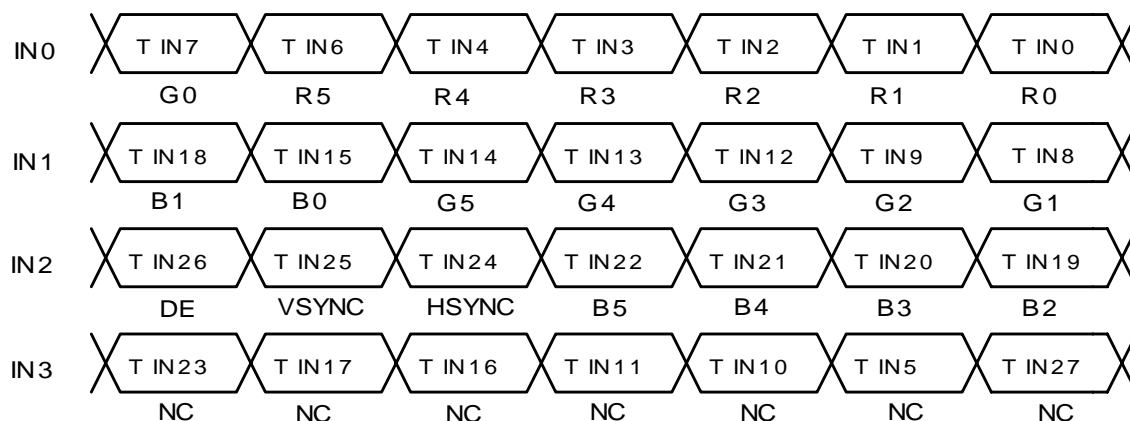 IN0 T IN7 T IN6 T IN4 T IN3 T IN2 T IN1 T IN0
G0 R5 R4 R3 R2 R1 R0
IN1 T IN18 T IN15 T IN14 T IN13 T IN12 T IN9 T IN8
B1 B0 G5 G4 G3 G2 G1
IN2 T IN26 T IN25 T IN24 T IN22 T IN21 T IN20 T IN19
DE VSYNC HSYNC B5 B4 B3 B2
IN3 T IN23 T IN17 T IN16 T IN11 T IN10 T IN5 T IN27
NC NC NC NC NC NC NC